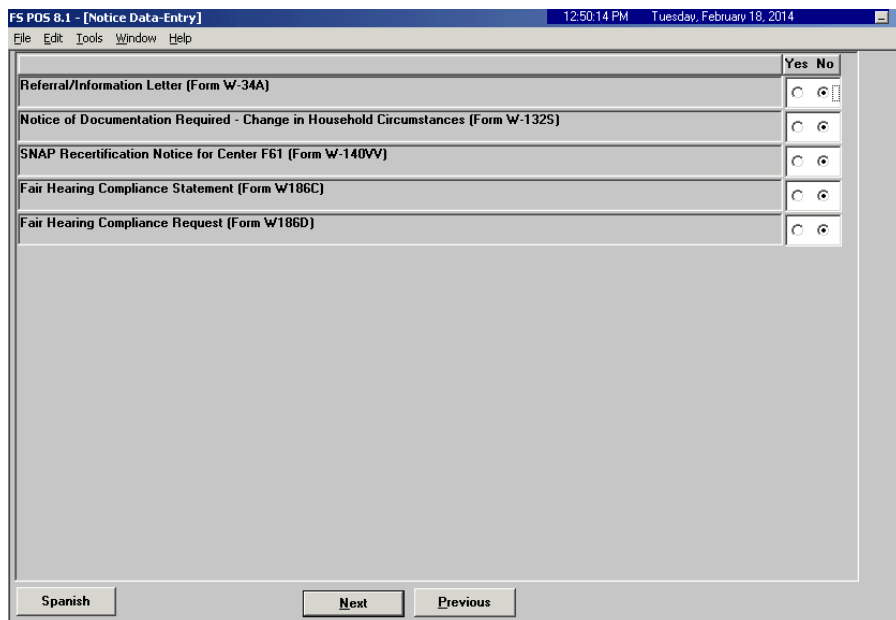 FS POS 8.1 - [Notice Data-Entry] 12:50:14 PM Tuesday, February 18, 2014
File Edit Tools Window Help
Yes No
Referral/Information Letter (Form W-34A)
Notice of Documentation Required - Change in Household Circumstances (Form W-132S)
SNAP Recertification Notice for Center F61 (Form W-140VV)
Fair Hearing Compliance Statement (Form W186C)
Fair Hearing Compliance Request (Form W186D)
Spanish Next Previous